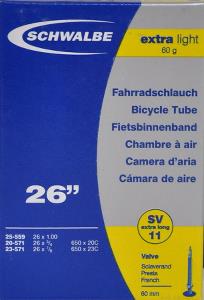 SCHWALBE
extra light
60 g
Fahrradschlauch
Bicycle Tube
Fietsbinnenband
Chambre à air
Camera d'aria
Cámara de aire
26"
25-559 26 x 1.00
20-571 26 x 3/4 650 x 20C
23-571 26 x 7/8 650 x 23C
SV
extra long
11
Valve
Sclaverand
Presta
French
60 mm